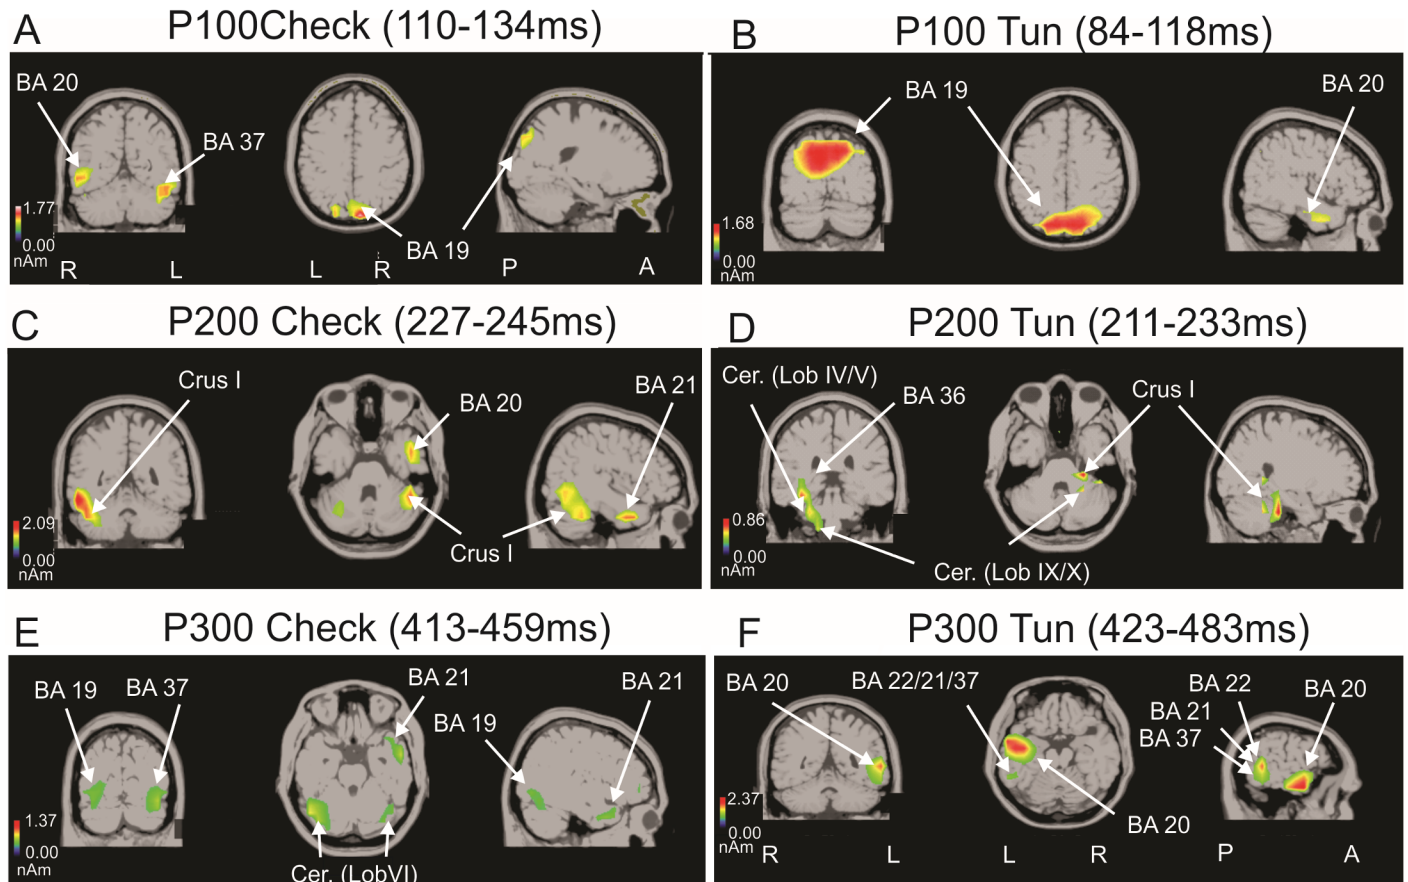 A
P100Check (110-134ms)
BA 20
BA 37
BA 19
1.77
0.00
nAm
R
L
L
R
P
A
B
P100 Tun (84-118ms)
BA 19
BA 20
1.68
0.00
nAm
C
P200 Check (227-245ms)
Crus I
BA 20
BA 21
Crus I
2.09
0.00
nAm
D
P200 Tun (211-233ms)
Cer. (Lob IV/V)
BA 36
Crus I
Cer. (Lob IX/X)
0.86
0.00
nAm
E
P300 Check (413-459ms)
BA 19
BA 37
BA 21
BA 19
BA 21
Cer. (LobVI)
1.37
0.00
nAm
F
P300 Tun (423-483ms)
BA 20
BA 22/21/37
BA 22
BA 21
BA 37
BA 20
BA 20
2.37
0.00
nAm
R
L
L
R
P
A